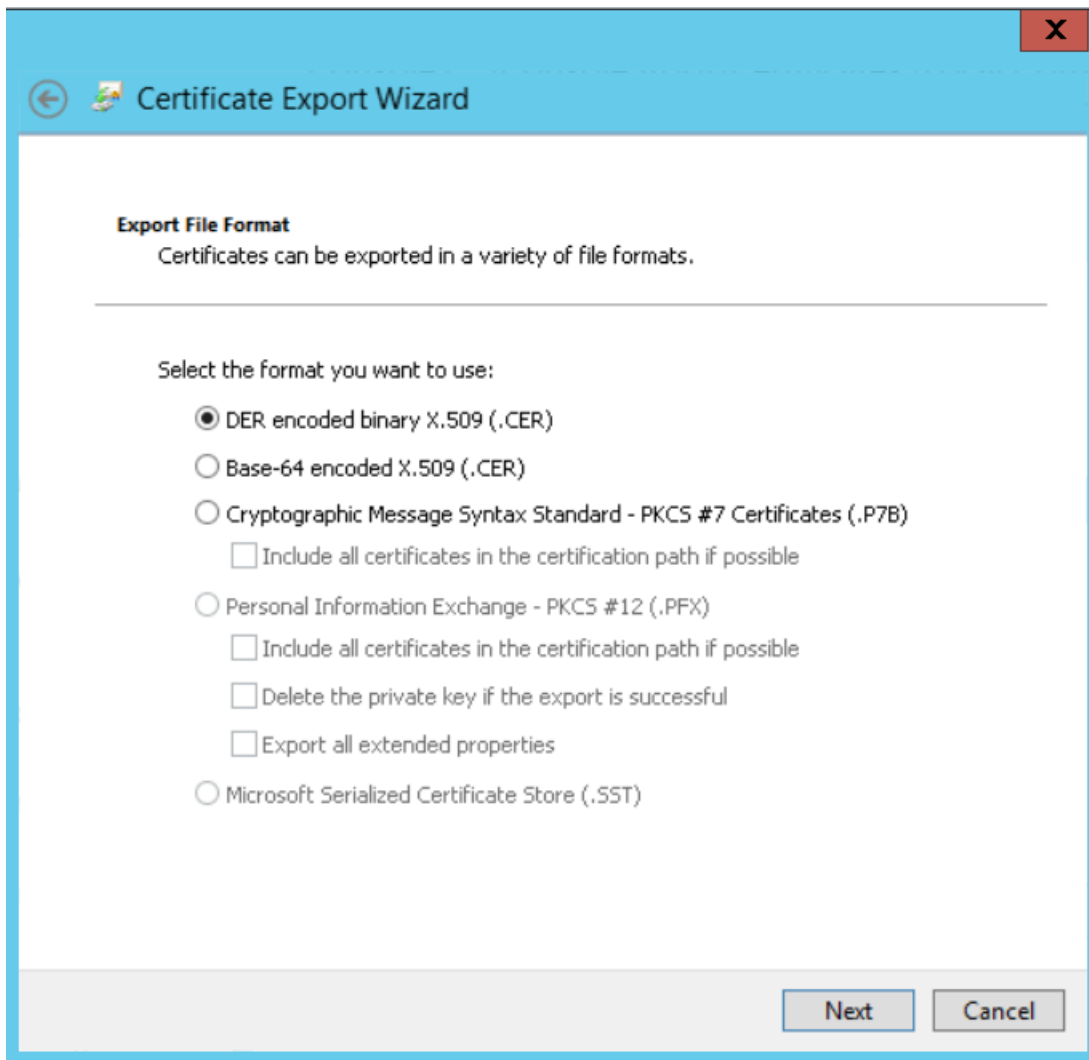 X
Certificate Export Wizard
Export File Format
Certificates can be exported in a variety of file formats.
Select the format you want to use:
DER encoded binary X.509 (.CER)
Base-64 encoded X.509 (.CER)
Cryptographic Message Syntax Standard - PKCS #7 Certificates (.P7B)
Include all certificates in the certification path if possible
Personal Information Exchange - PKCS #12 (.PFX)
Include all certificates in the certification path if possible
Delete the private key if the export is successful
Export all extended properties
Microsoft Serialized Certificate Store (.SST)
Next Cancel